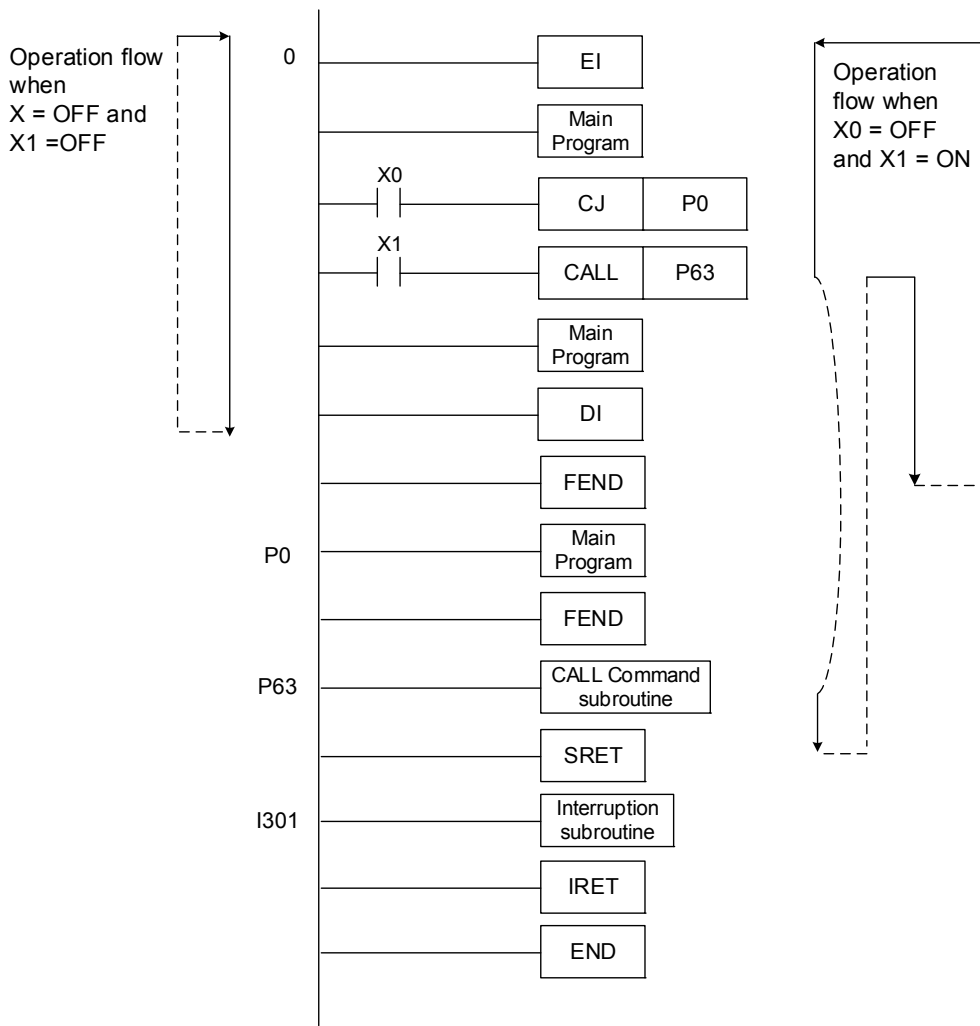 Operation flow
when
X = OFF and
X1 =OFF
0
EI
Main
Program
X0
CJ P0
X1
CALL P63
Main
Program
DI
FEND
P0
Main
Program
FEND
P63
CALL Command
subroutine
SRET
I301
Interruption
subroutine
IRET
END
Operation
flow when
X0 = OFF
and X1 = ON